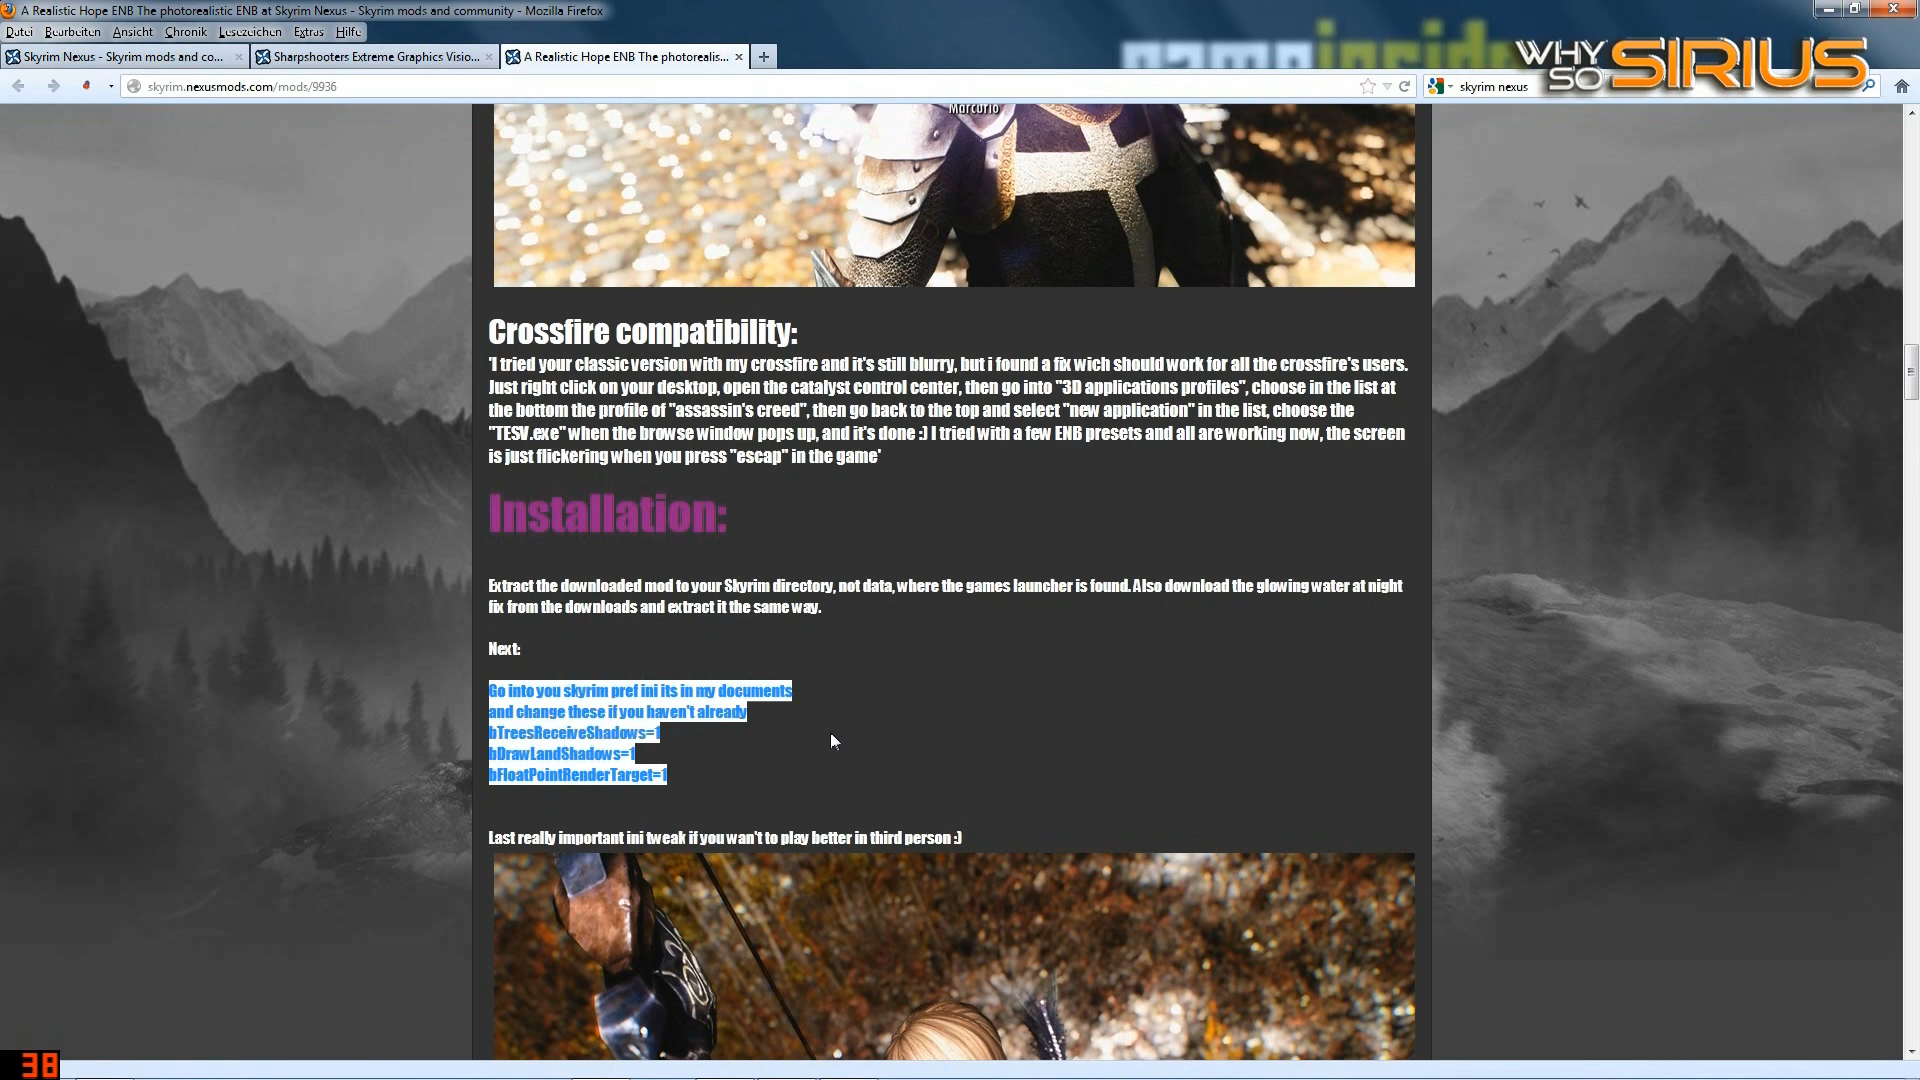 A Realistic Hope ENB The photorealistic ENB at Skyrim Nexus - Skyrim mods and community - Mozilla Firefox
Datei Bearbeiten Ansicht Chronik Lesezeichen Extras Hilfe
Skyrim Nexus - Skyrim mods and co... Sharpshooters Extreme Graphics Visio... A Realistic Hope ENB The photorealis...
gameinside
WHY SO SIRIUS
skyrim.nexusmods.com/mods/9936
skyrim nexus
Marcurio
Crossfire compatibility:
'I tried your classic version with my crossfire and it's still blurry, but i found a fix wich should work for all the crossfire's users.
Just right click on your desktop, open the catalyst control center, then go into "3D applications profiles", choose in the list at
the bottom the profile of "assassin's creed", then go back to the top and select "new application" in the list, choose the
"TESV.exe" when the browse window pops up, and it's done :) I tried with a few ENB presets and all are working now, the screen
is just flickering when you press "escap" in the game'
Installation:
Extract the downloaded mod to your Skyrim directory, not data, where the games launcher is found. Also download the glowing water at night
fix from the downloads and extract it the same way.
Next:
Go into you skyrim pref ini its in my documents
and change these if you haven't already
bTreesReceiveShadows=1
bDrawLandShadows=1
bFloatPointRenderTarget=1
Last really important ini tweak if you wan't to play better in third person :)
38